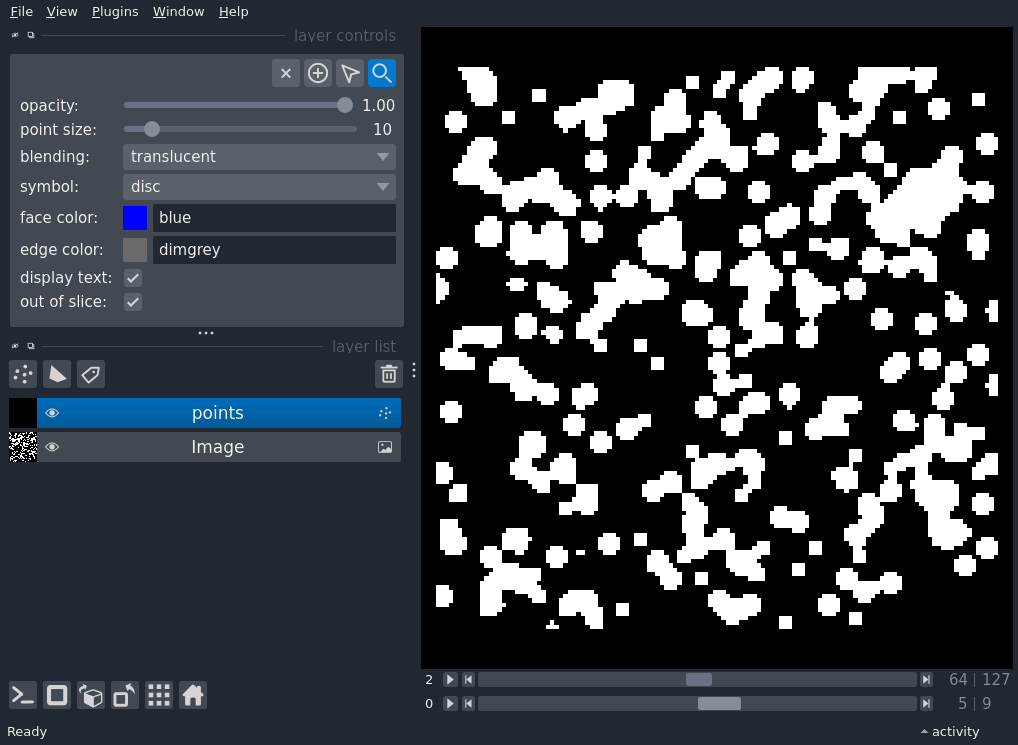 File View Plugins Window Help
layer controls
opacity: 1.00
point size: 10
blending: translucent
symbol: disc
face color: blue
edge color: dimgrey
display text:
out of slice:
layer list
points
Image
2 64 | 127
0 5 | 9
Ready activity